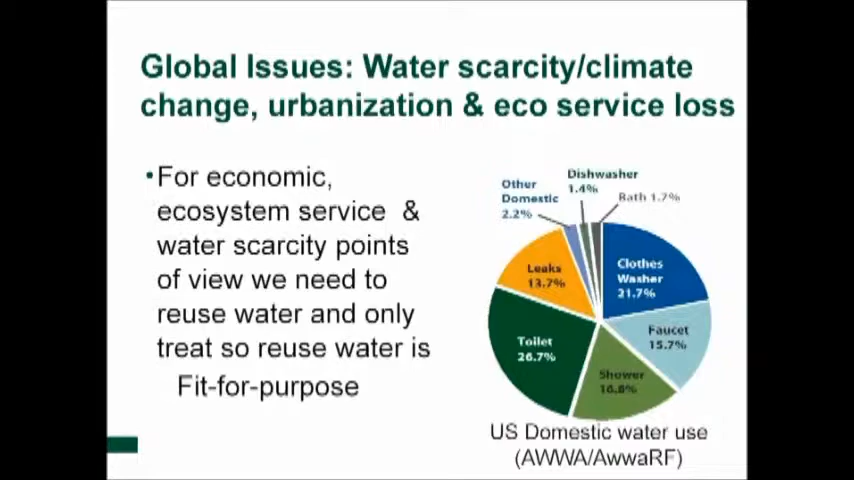 Global Issues: Water scarcity/climate
change, urbanization & eco service loss
•For economic,
ecosystem service & 
water scarcity points
of view we need to
reuse water and only
treat so reuse water is
Fit-for-purpose
Dishwasher
1.4%
Other
Domestic
2.2%
Bath 1.7%
Clothes
Washer
21.7%
Leaks
13.7%
Faucet
15.7%
Toilet
26.7%
Shower
16.8%
US Domestic water use
(AWWA/AwwaRF)